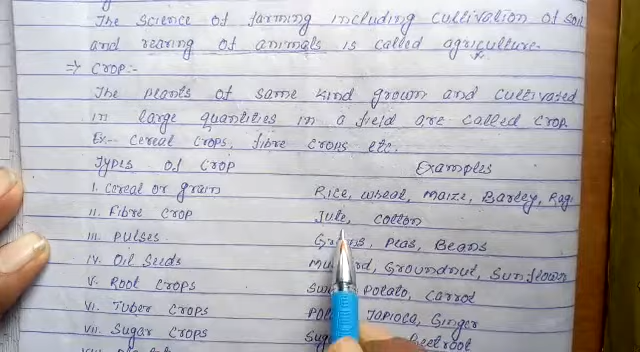 The Science of farming including cultivation of soil
and rearing of animals is called agriculture.
⇒ Crop:-
The plants of same kind grown and cultivated
in large quantities in a field are called crop
Ex:- Cereal crops, fibre crops etc.
Types of crop Examples
i. Cereal or grain Rice, wheat, Maize, Barley, Ragi
ii. Fibre crop Jute, cotton
iii. Pulses Grams, Peas, Beans
iv. Oil Seeds Mustard, Groundnut, Sunflower
v. Root crops Potato, Carrot
vi. Tuber crops Tapioca, Ginger
vii. Sugar crops Beetroot